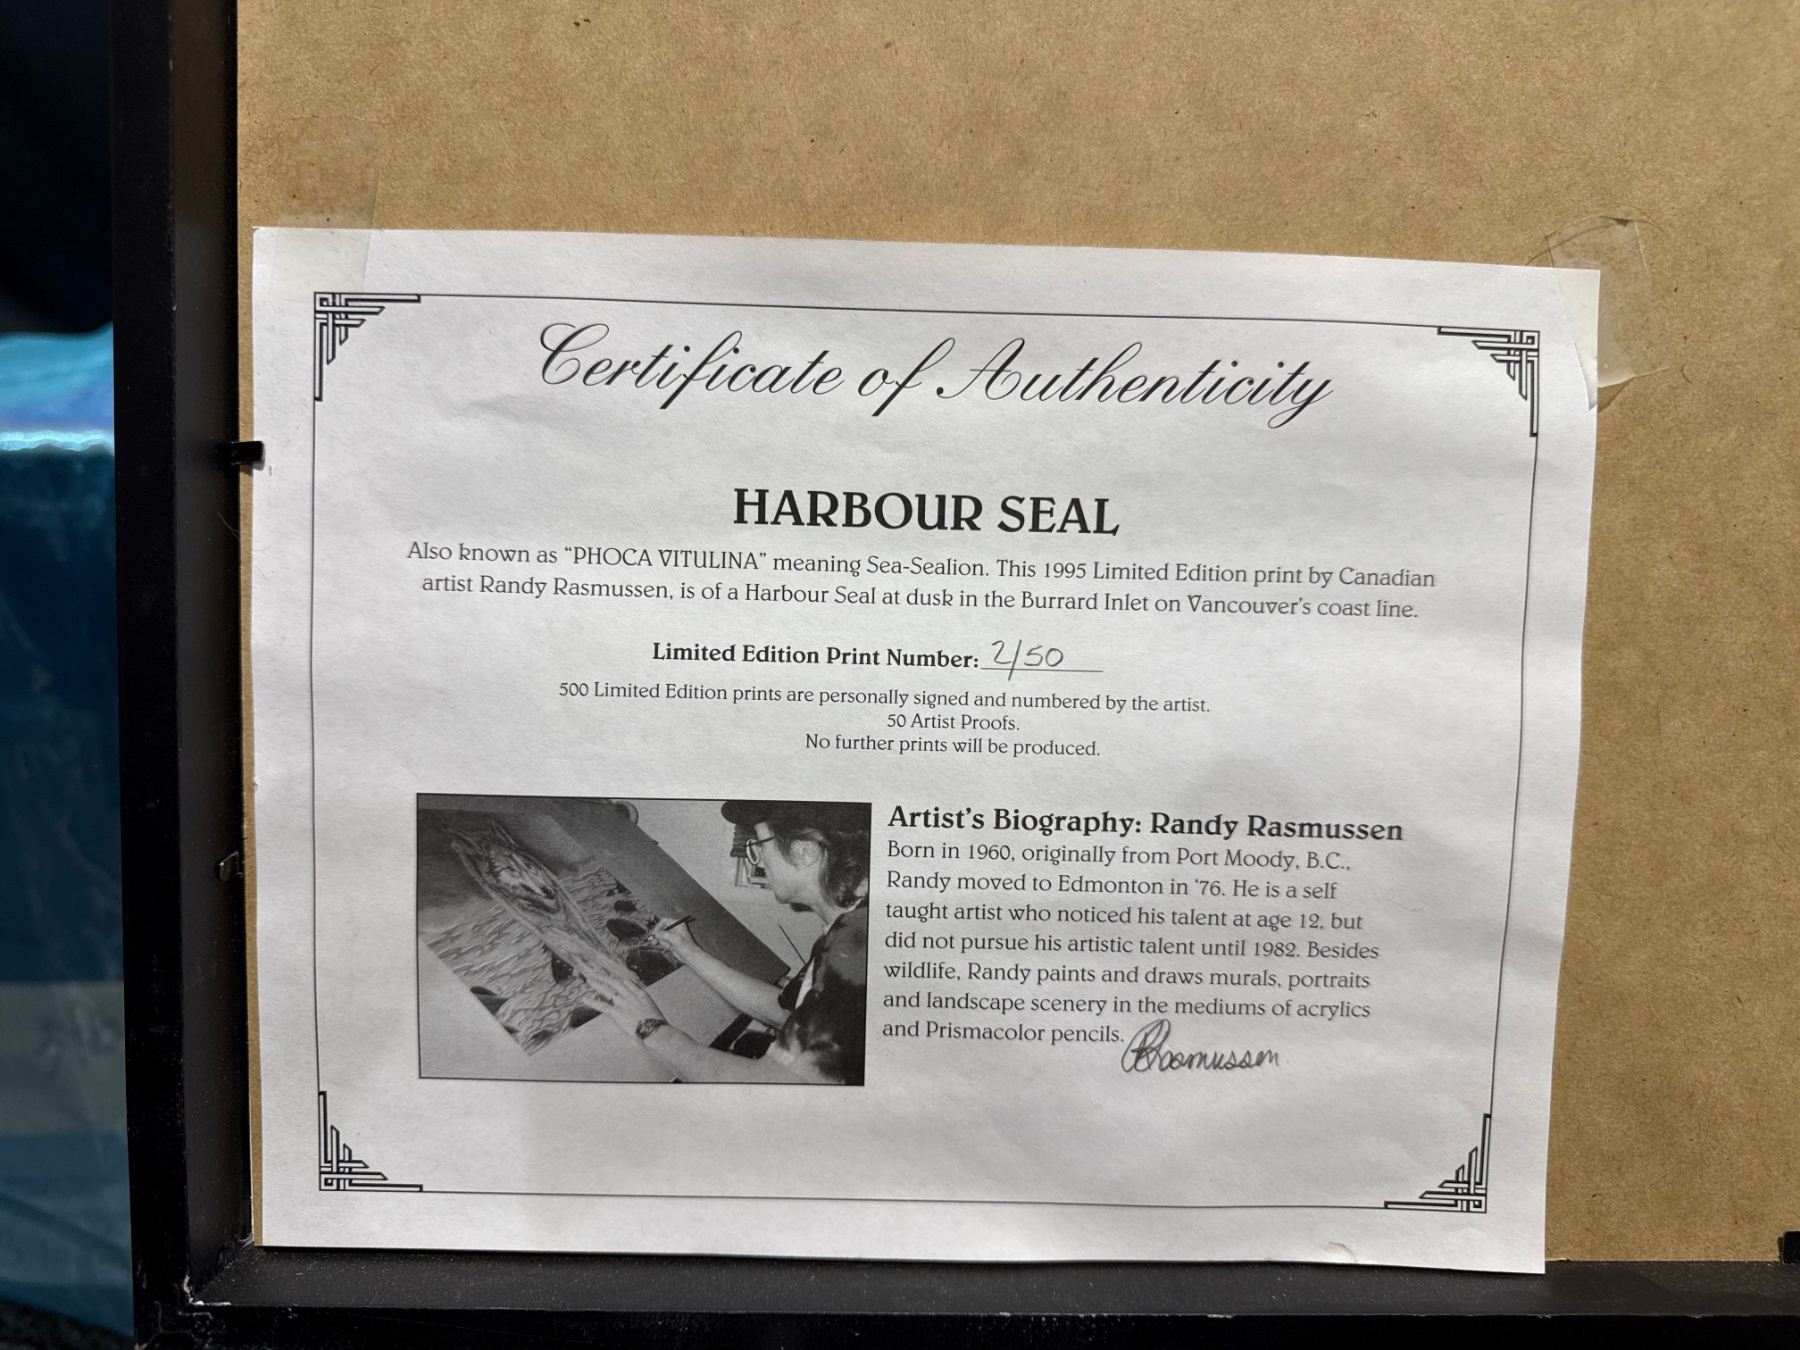 Certificate of Authenticity
HARBOUR SEAL
Also known as “PHOCA VITULINA” meaning Sea-Sealion. This 1995 Limited Edition print by Canadian
artist Randy Rasmussen, is of a Harbour Seal at dusk in the Burrard Inlet on Vancouver's coast line.
Limited Edition Print Number: 2/50
500 Limited Edition prints are personally signed and numbered by the artist.
50 Artist Proofs.
No further prints will be produced.
Artist's Biography: Randy Rasmussen
Born in 1960, originally from Port Moody, B.C.,
Randy moved to Edmonton in '76. He is a self
taught artist who noticed his talent at age 12, but
did not pursue his artistic talent until 1982. Besides
wildlife, Randy paints and draws murals, portraits
and landscape scenery in the mediums of acrylics
and Prismacolor pencils.
RRasmussen